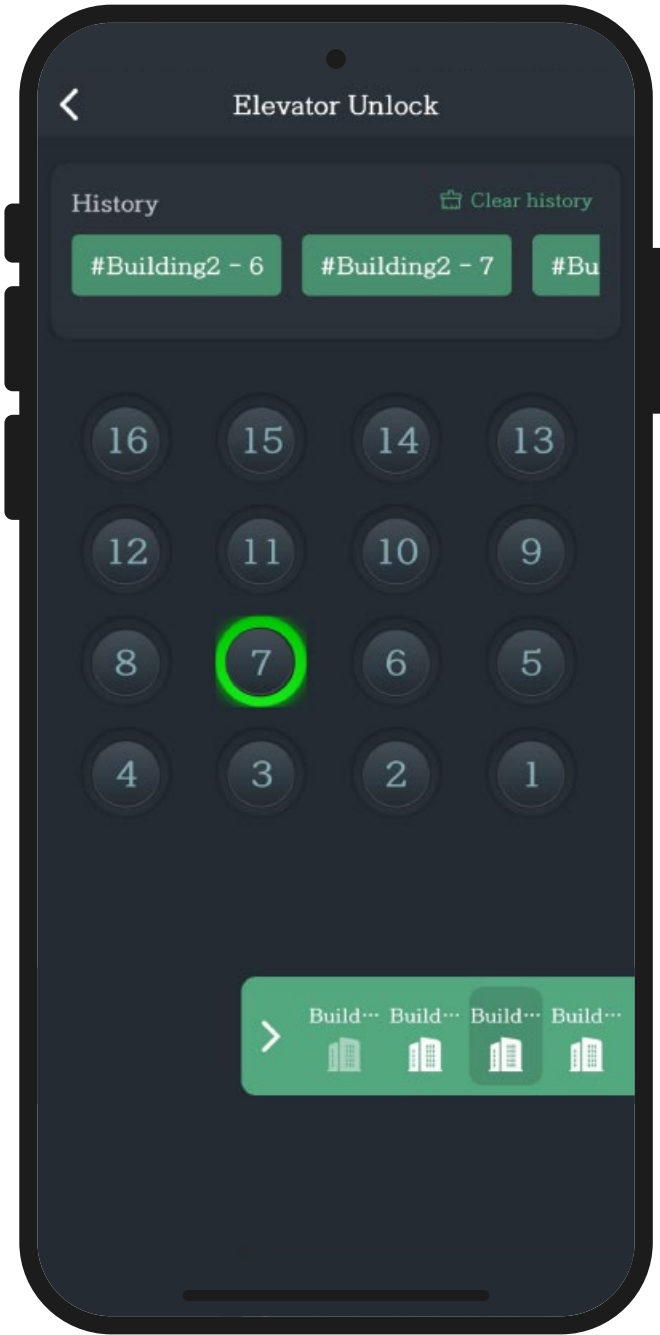 Elevator Unlock
History Clear history
#Building2 - 6 #Building2 - 7 #Bu
16 15 14 13
12 11 10 9
8 7 6 5
4 3 2 1
Build··· Build··· Build··· Build···